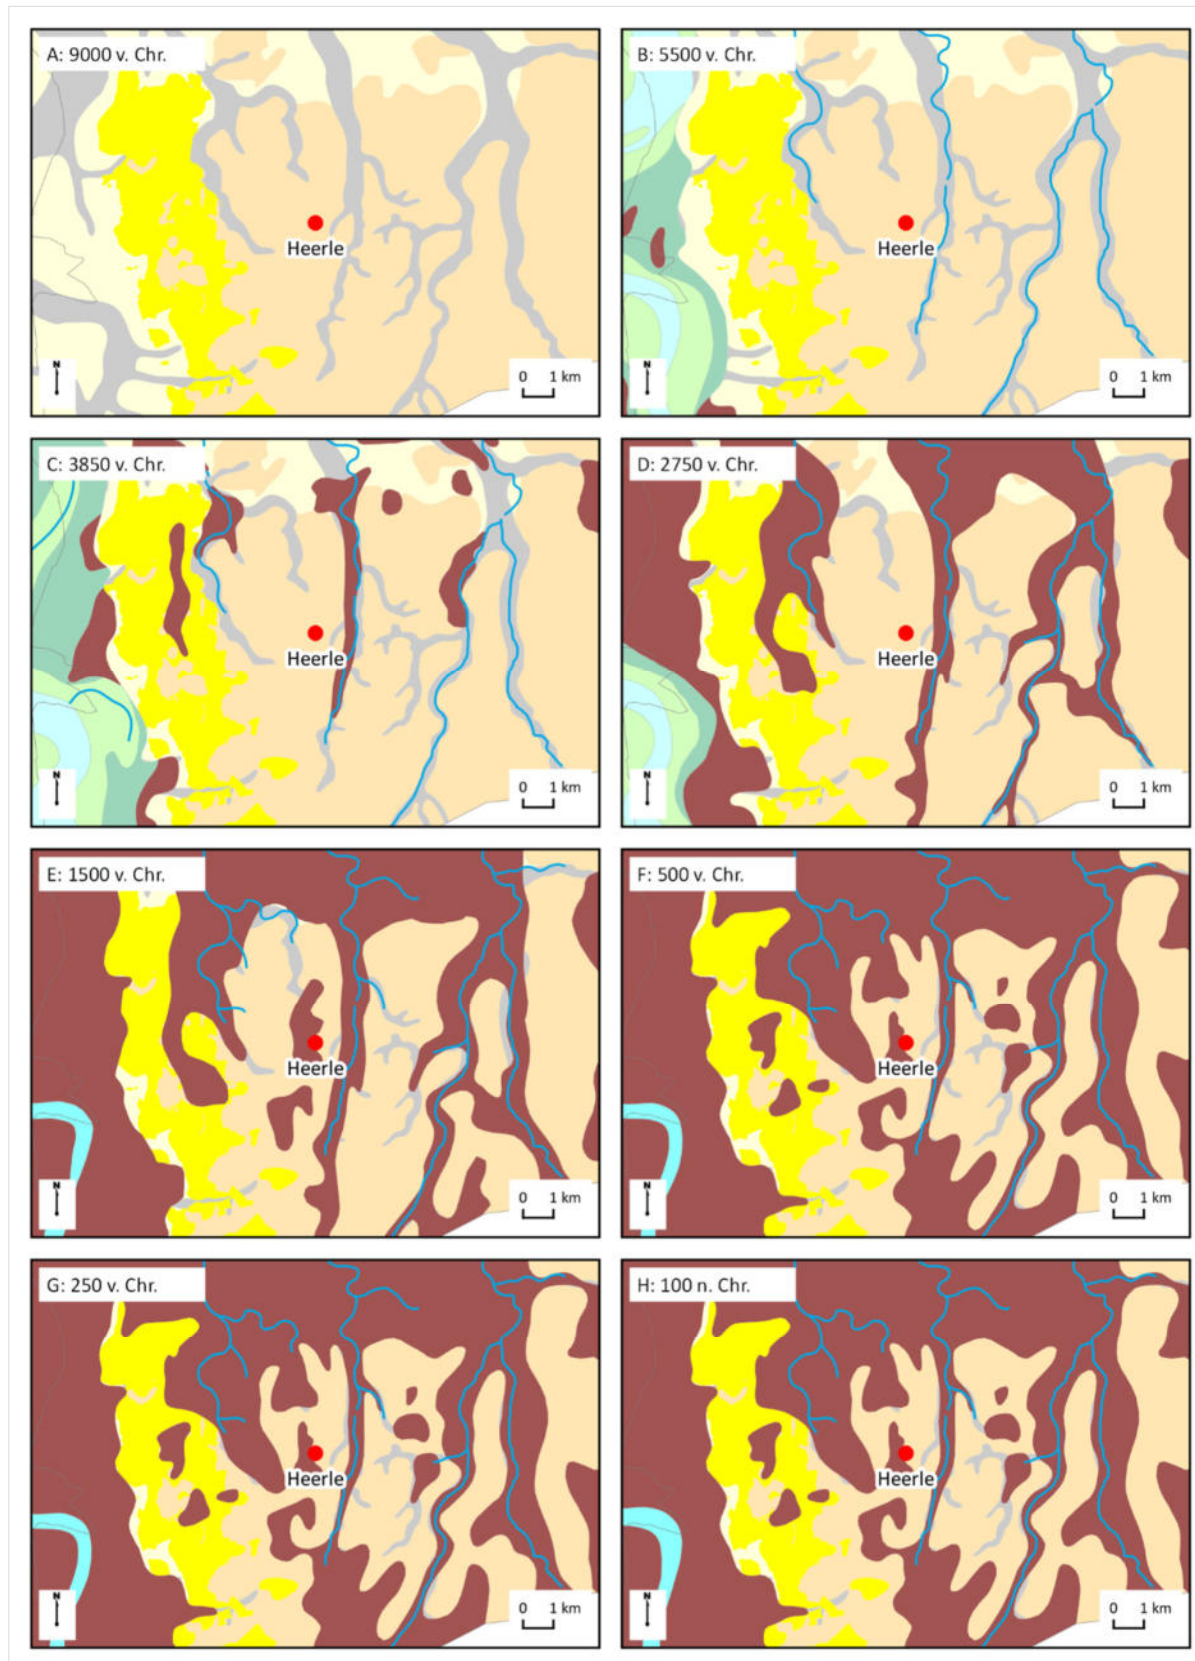 A: 9000 v. Chr.
Heerle
N
0 1 km
B: 5500 v. Chr.
Heerle
N
0 1 km
C: 3850 v. Chr.
Heerle
N
0 1 km
D: 2750 v. Chr.
Heerle
N
0 1 km
E: 1500 v. Chr.
Heerle
N
0 1 km
F: 500 v. Chr.
Heerle
N
0 1 km
G: 250 v. Chr.
Heerle
N
0 1 km
H: 100 n. Chr.
Heerle
N
0 1 km